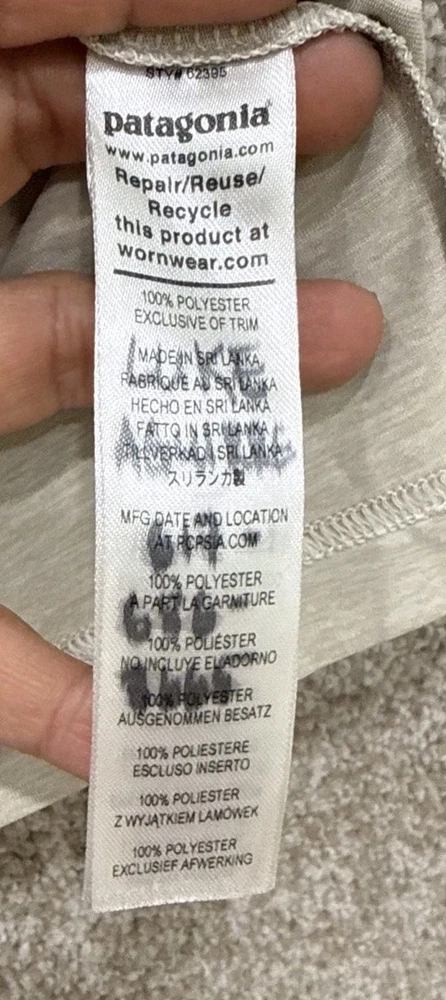 STY# 62395
patagonia
www.patagonia.com
Repair/Reuse/
Recycle
this product at
wornwear.com
100% POLYESTER
EXCLUSIVE OF TRIM
MADE IN SRI LANKA
FABRIQUÉ AU SRI LANKA
HECHO EN SRI LANKA
FATTO IN SRI LANKA
TILLVERKAD I SRI LANKA
スリランカ製
MFG DATE AND LOCATION
AT PCPSIA.COM
100% POLYESTER
À PART LA GARNITURE
100% POLIÉSTER
NO INCLUYE EL ADORNO
100% POLYESTER
AUSGENOMMEN BESATZ
100% POLIESTERE
ESCLUSO INSERTO
100% POLIESTER
Z WYJĄTKIEM LAMÓWEK
100% POLYESTER
EXCLUSIEF AFWERKING
LUKE